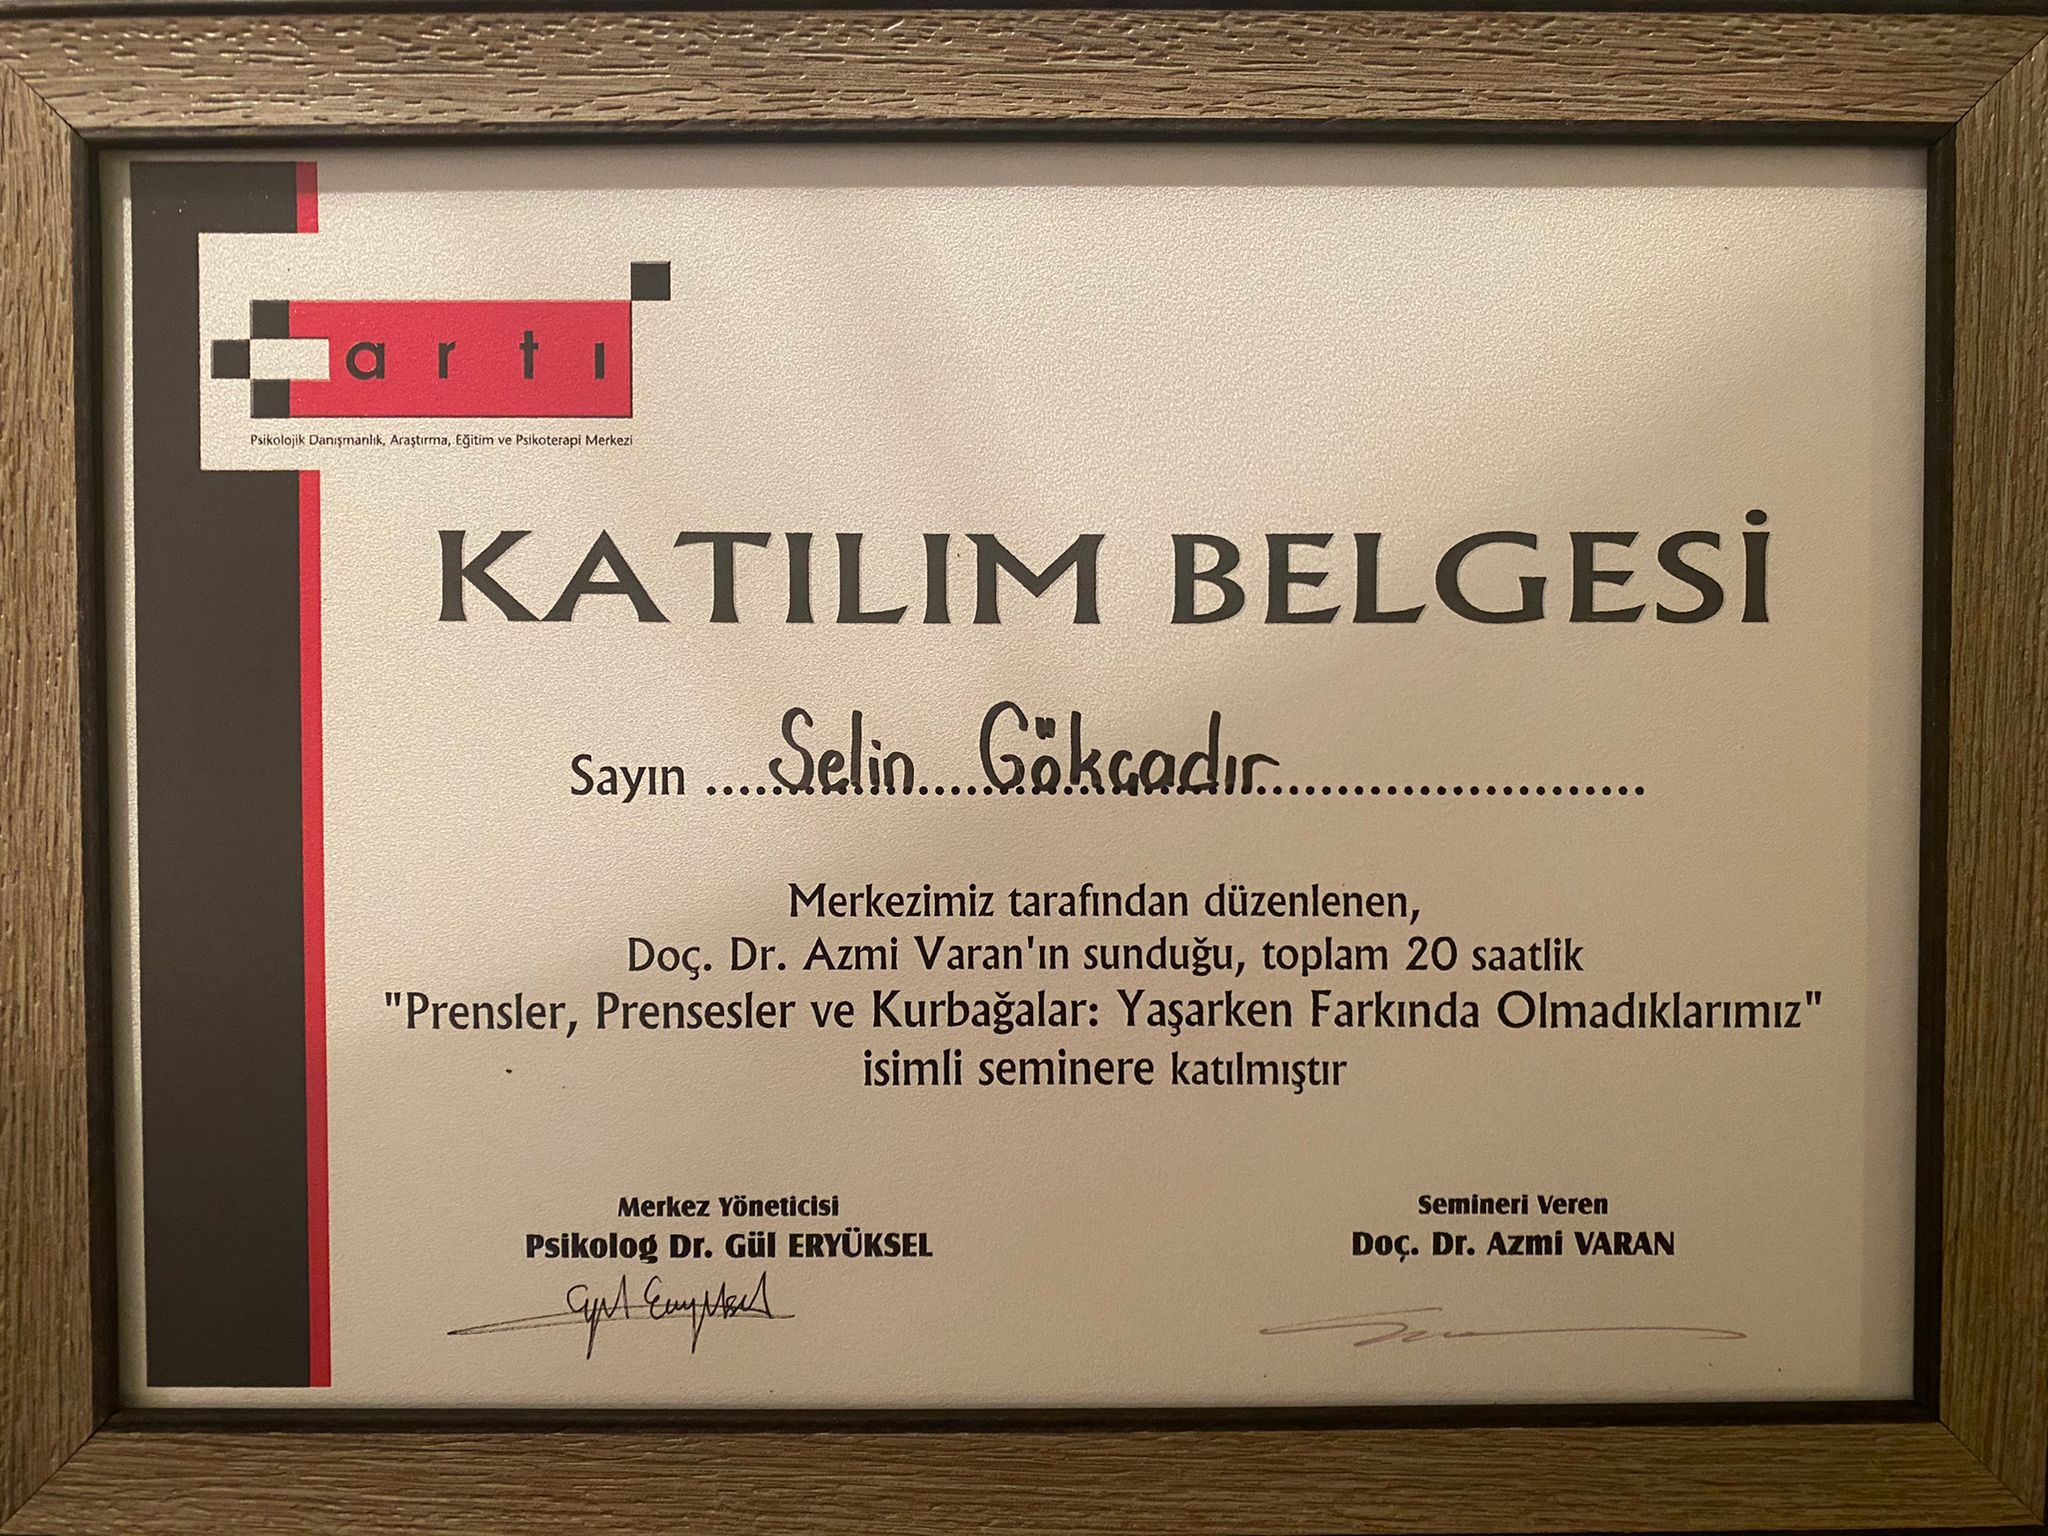 artı
Psikolojik Danışmanlık, Araştırma, Eğitim ve Psikoterapi Merkezi
KATILIM BELGESİ
Sayın ....Selin Gökçadır....................
Merkezimiz tarafından düzenlenen,
Doç. Dr. Azmi Varan'ın sunduğu, toplam 20 saatlik
"Prensler, Prensesler ve Kurbağalar: Yaşarken Farkında Olmadıklarımız"
isimli seminere katılmıştır
Merkez Yöneticisi
Psikolog Dr. Gül ERYÜKSEL
Semineri Veren
Doç. Dr. Azmi VARAN